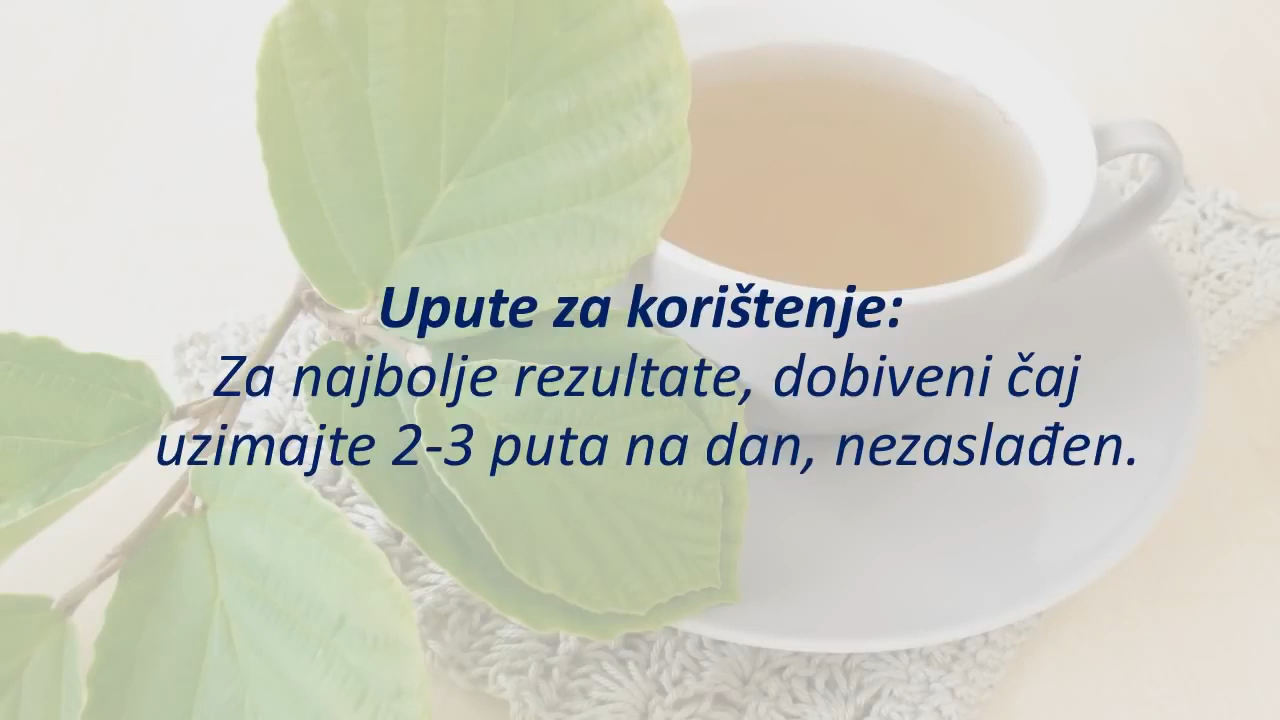 Upute za korištenje:
Za najbolje rezultate, dobiveni čaj
uzimajte 2-3 puta na dan, nezaslađen.